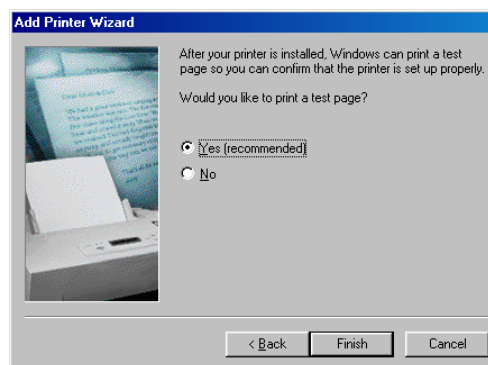 Add Printer Wizard
After your printer is installed, Windows can print a test
page so you can confirm that the printer is set up properly.
Would you like to print a test page?
Yes (recommended)
No
< Back
Finish
Cancel